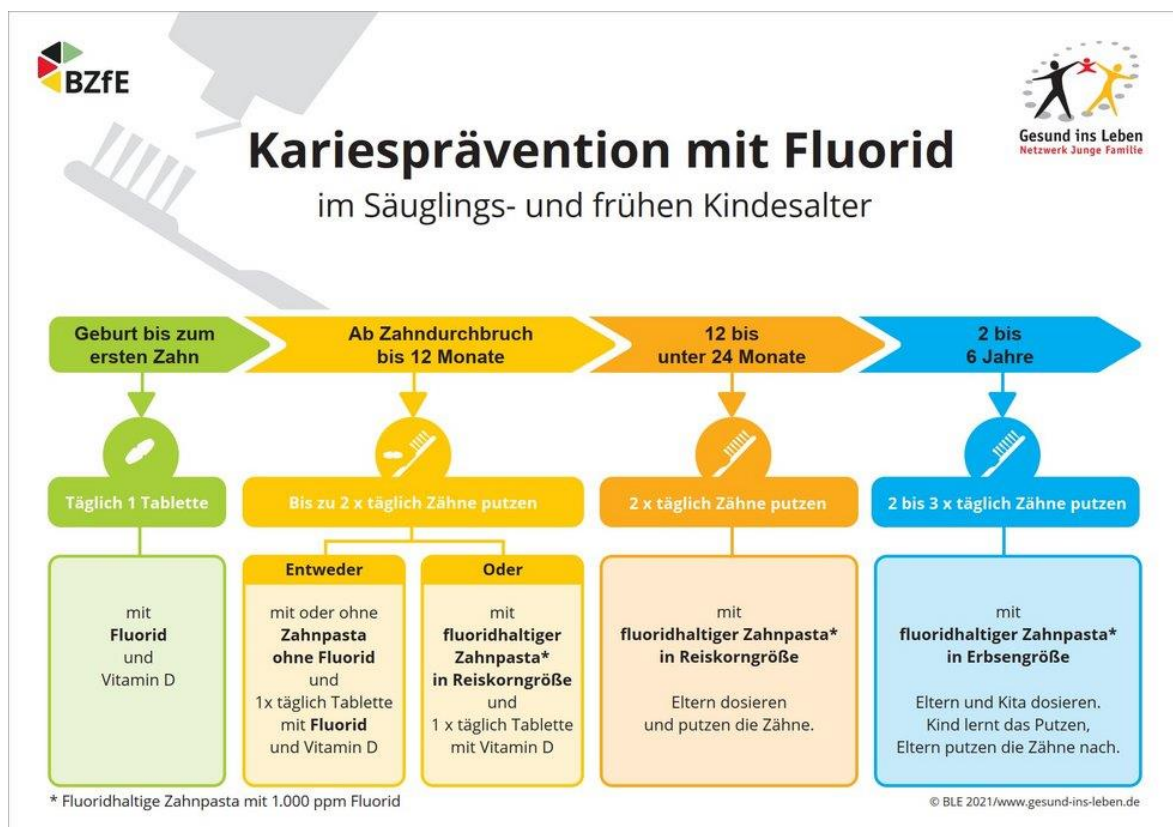 BZfE
Gesund ins Leben
Netzwerk Junge Familie
Kariesprävention mit Fluorid
im Säuglings- und frühen Kindesalter
Geburt bis zum
ersten Zahn
Täglich 1 Tablette
mit
Fluorid
und
Vitamin D
Ab Zahndurchbruch
bis 12 Monate
Bis zu 2 x täglich Zähne putzen
Entweder
mit oder ohne
Zahnpasta
ohne Fluorid
und
1x täglich Tablette
mit Fluorid
und Vitamin D
Oder
mit
fluoridhaltiger
Zahnpasta*
in Reiskorngröße
und
1 x täglich Tablette
mit Vitamin D
12 bis
unter 24 Monate
2 x täglich Zähne putzen
mit
fluoridhaltiger Zahnpasta*
in Reiskorngröße
Eltern dosieren
und putzen die Zähne.
2 bis
6 Jahre
2 bis 3 x täglich Zähne putzen
mit
fluoridhaltiger Zahnpasta*
in Erbsengröße
Eltern und Kita dosieren.
Kind lernt das Putzen,
Eltern putzen die Zähne nach.
* Fluoridhaltige Zahnpasta mit 1.000 ppm Fluorid
© BLE 2021/www.gesund-ins-leben.de